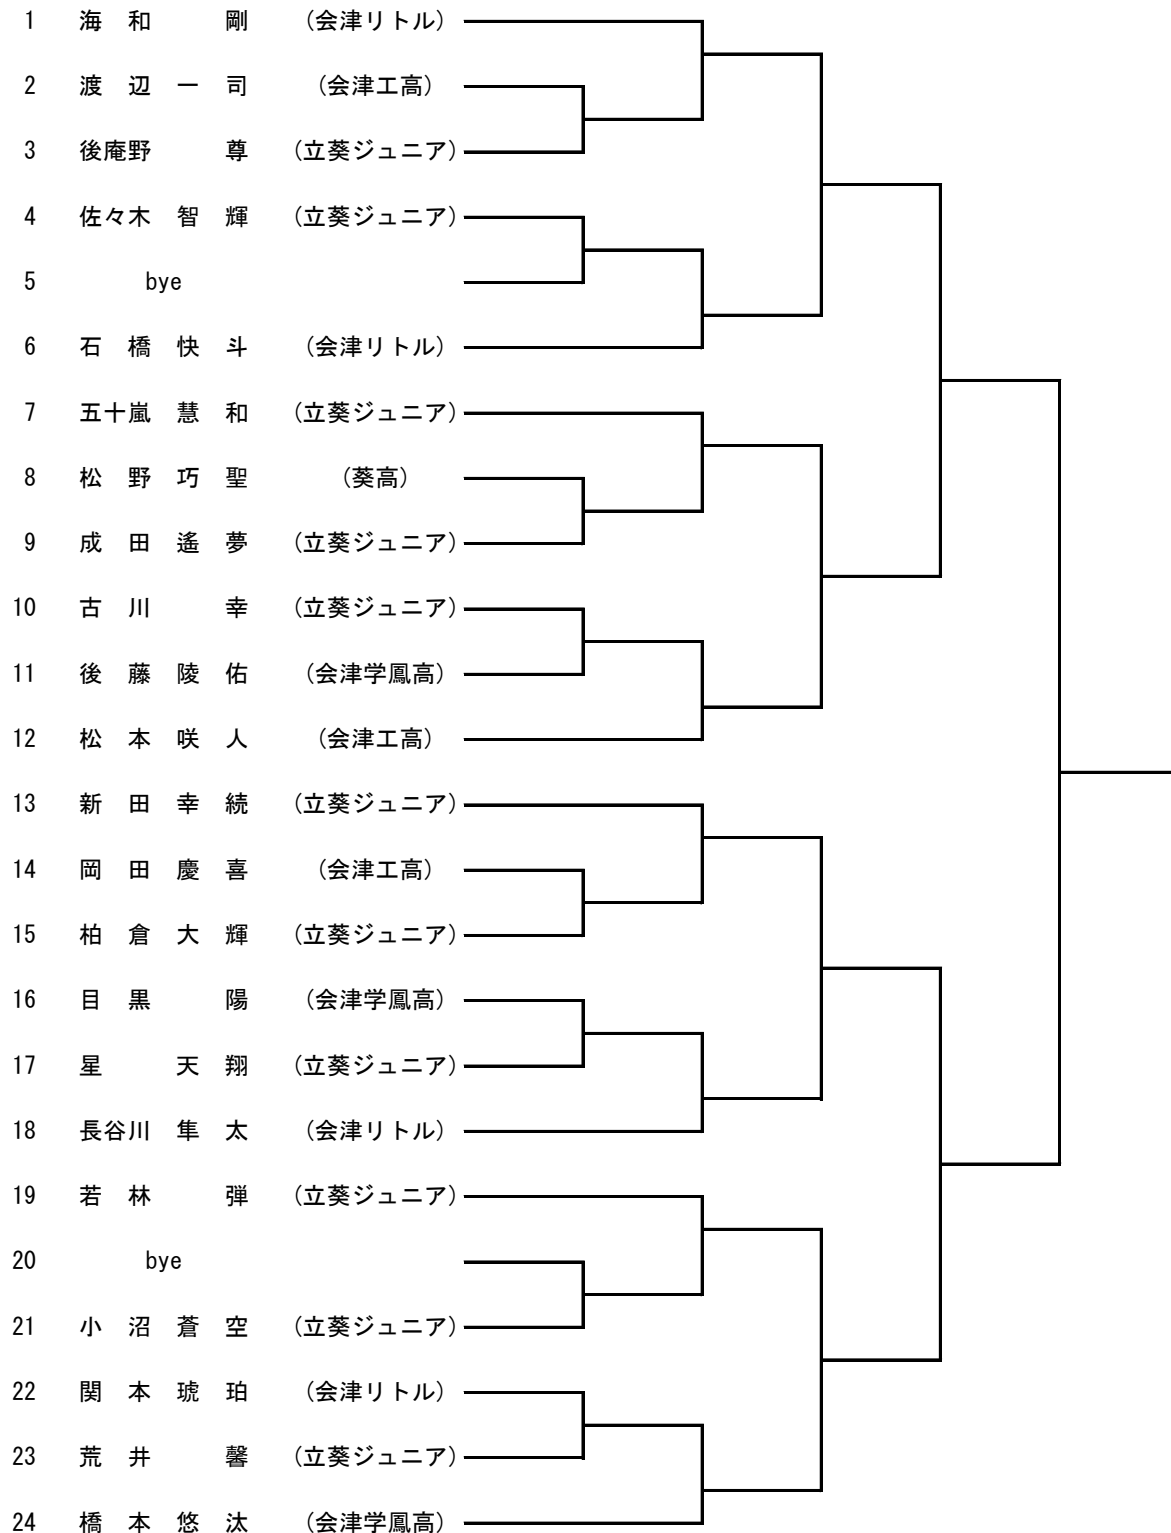 1 海和 剛 (会津リトル)
2 渡辺一司 (会津工高)
3 後庵野 尊 (立葵ジュニア)
4 佐々木 智輝 (立葵ジュニア)
5 bye
6 石橋快斗 (会津リトル)
7 五十嵐 慧和 (立葵ジュニア)
8 松野巧聖 (葵高)
9 成田遙夢 (立葵ジュニア)
10 古川 幸 (立葵ジュニア)
11 後藤陵佑 (会津学鳳高)
12 松本咲人 (会津工高)
13 新田幸続 (立葵ジュニア)
14 岡田慶喜 (会津工高)
15 柏倉大輝 (立葵ジュニア)
16 目黒 陽 (会津学鳳高)
17 星 天翔 (立葵ジュニア)
18 長谷川 隼太 (会津リトル)
19 若林 弾 (立葵ジュニア)
20 bye
21 小沼蒼空 (立葵ジュニア)
22 関本琥珀 (会津リトル)
23 荒井 馨 (立葵ジュニア)
24 橋本悠汰 (会津学鳳高)